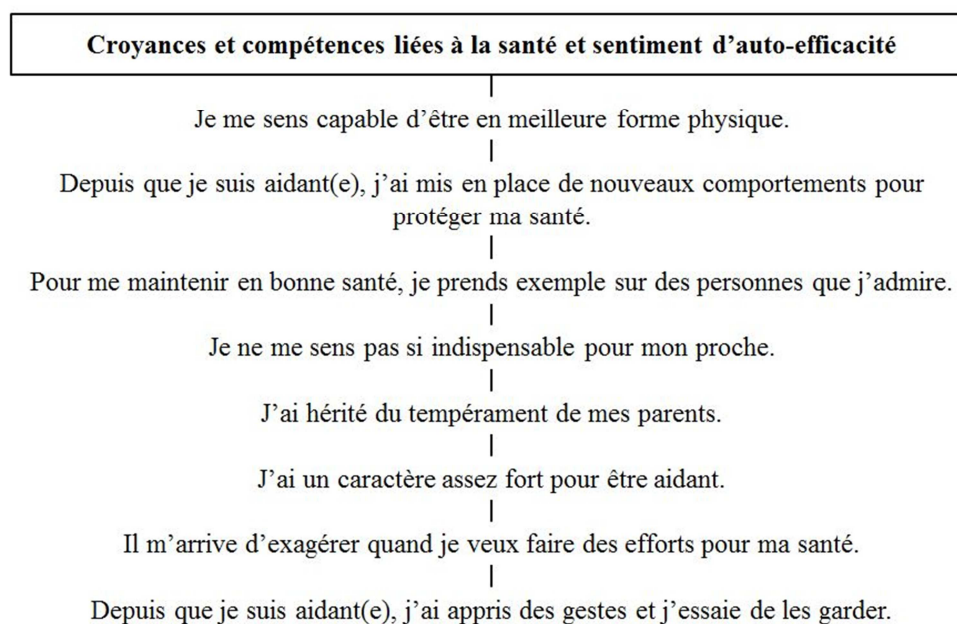 Croyances et compétences liées à la santé et sentiment d’auto-efficacité
Je me sens capable d’être en meilleure forme physique.
Depuis que je suis aidant(e), j’ai mis en place de nouveaux comportements pour
protéger ma santé.
Pour me maintenir en bonne santé, je prends exemple sur des personnes que j’admire.
Je ne me sens pas si indispensable pour mon proche.
J’ai hérité du tempérament de mes parents.
J’ai un caractère assez fort pour être aidant.
Il m’arrive d’exagérer quand je veux faire des efforts pour ma santé.
Depuis que je suis aidant(e), j’ai appris des gestes et j’essaie de les garder.